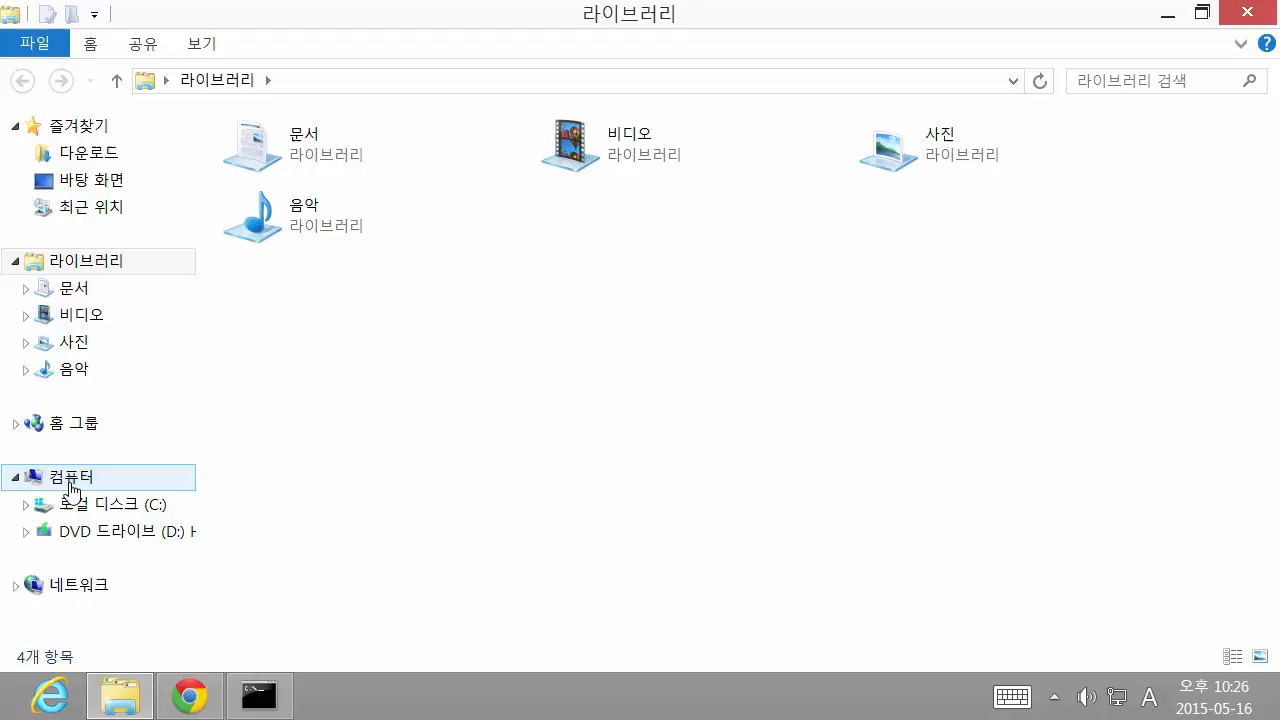 라이브러리
파일 홈 공유 보기
라이브러리
라이브러리 검색
즐겨찾기
다운로드
바탕 화면
최근 위치
라이브러리
문서
비디오
사진
음악
홈 그룹
컴퓨터
로컬 디스크 (C:)
DVD 드라이브 (D:) H
네트워크
문서
라이브러리
비디오
라이브러리
사진
라이브러리
음악
라이브러리
4개 항목
A
오후 10:26
2015-05-16